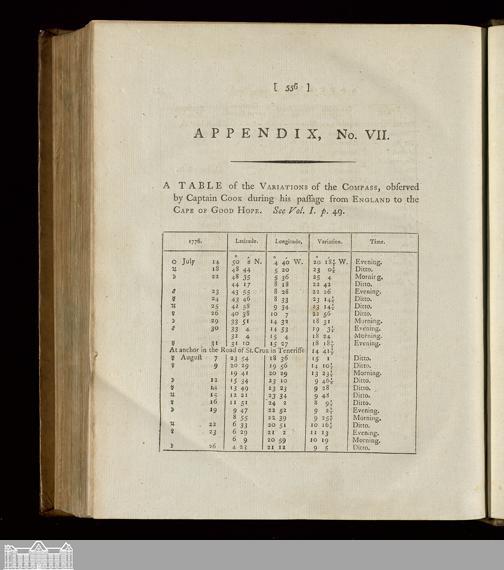 [ 556 ]
APPENDIX, No. VII.
A TABLE of the VARIATIONS of the COMPASS, obſerved
by Captain COOK during his paſſage from ENGLAND to the
CAPE OF GOOD HOPE. See Vol. I. p. 49.
1776. Latitude. Longitude. Variation. Time.
☉ July 14 50 8 N. 4 40 W. 20 18½ W. Evening.
♃ 18 48 44 5 20 23 0½ Ditto.
☽ 22 48 35 5 36 25 4 Morning.
44 17 8 18 22 42 Ditto.
♂ 23 43 55 8 28 22 26 Evening.
☿ 24 43 46 8 33 23 14½ Ditto.
♃ 25 42 58 9 34 23 14½ Ditto.
♀ 26 40 38 10 7 22 56 Ditto.
☽ 29 33 51 14 32 18 31 Morning.
♂ 30 33 4 14 53 19 3½ Evening.
32 4 15 4 18 24 Morning.
☿ 31 31 10 15 27 18 18½ Evening.
At anchor in the Road of St. Cruz in Teneriffe 14 41½
☿ Auguſt 7 23 54 18 36 15 1 Ditto.
♀ 9 20 29 19 56 14 10½ Ditto.
19 41 20 29 13 23½ Morning.
☽ 12 15 34 23 10 9 46½ Ditto.
☿ 14 13 49 23 23 9 28 Ditto.
♃ 15 12 21 23 34 9 48 Ditto.
♀ 16 11 51 24 2 8 9½ Ditto.
☽ 19 9 47 22 52 9 2½ Evening.
8 55 22 39 9 25½ Morning.
♃ 22 6 33 20 51 10 16½ Ditto.
♀ 23 6 29 21 2 11 13 Evening.
6 9 20 59 10 19 Morning.
☽ 26 4 23 21 12 9 5 Ditto.